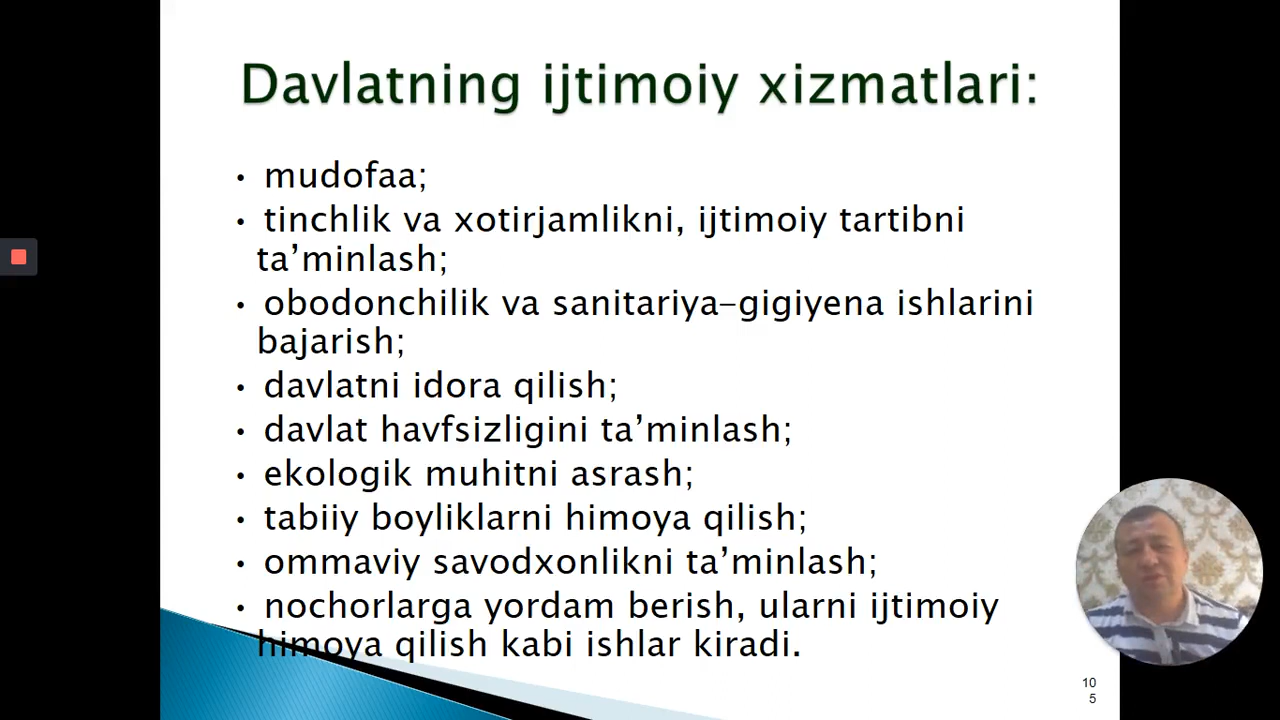 Davlatning ijtimoiy xizmatlari:
• mudofaa;
• tinchlik va xotirjamlikni, ijtimoiy tartibni
ta’minlash;
• obodonchilik va sanitariya-gigiyena ishlarini
bajarish;
• davlatni idora qilish;
• davlat havfsizligini ta’minlash;
• ekologik muhitni asrash;
• tabiiy boyliklarni himoya qilish;
• ommaviy savodxonlikni ta’minlash;
• nochorlarga yordam berish, ularni ijtimoiy
himoya qilish kabi ishlar kiradi.
10
5